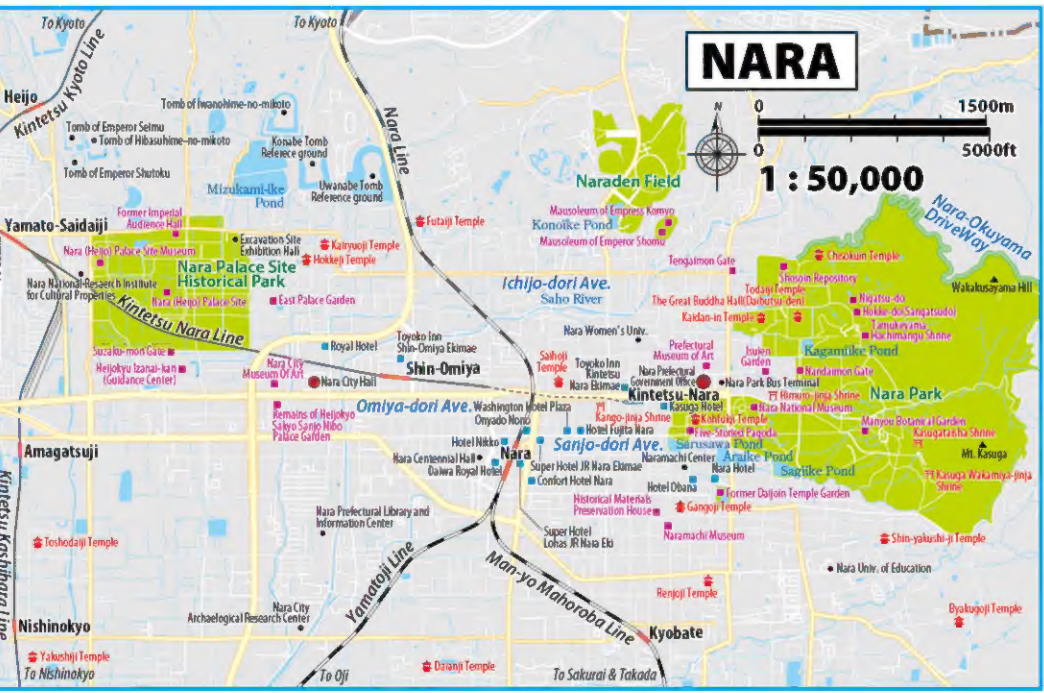 To Kyoto
To Kyoto
NARA
Heijo
Kintetsu Kyoto Line
Tomb of Iwanohime-no-mikoto
N
0
1500m
0
5000ft
1 : 50,000
Tomb of Emperor Seimu
Tomb of Hibasuhime-no-mikoto
Konabe Tomb
Referece ground
Nara Line
Tomb of Emperor Shutoku
Mizukami-ike
Pond
Uwanabe Tomb
Reference ground
Naraden Field
Nara-Okuyama
DriveWay
Yamato-Saidaiji
Former Imperial
Audience Hall
Futaiji Temple
Konoike Pond
Mausoleum of Empress Komyo
Mausoleum of Emperor Shomu
Excavation Site
Exhibition Hall
Kairyuoji Temple
Nara (Heijo) Palace Site Museum
Hokkeji Temple
Chisokuin Temple
Tengaimon Gate
Nara Palace Site
Historical Park
Nara National Resaerch Institute
for Cultural Properties
Ichijo-dori Ave.
Shosoin Repository
Wakakusayama Hill
Nara (Heijo) Palace Site
East Palace Garden
Saho River
Todaiji Temple
The Great Buddha Hall(Daibutsu-den)
Nigatsu-do
Hokke-do(Sangatsudo)
Kaidan-in Temple
Tamukeyama
Hachimangu Shrine
Kintetsu Nara Line
Nara Women's Univ.
Toyoko Inn
Shin-Omiya Ekimae
Royal Hotel
Suzaku-mon Gate
Prefectural
Museum of Art
Isuien
Garden
Kagamiike Pond
Heijokyu Izanai-kan
(Guidance Center)
Nara City
Museum Of Art
Shin-Omiya
Saihoji
Temple
Toyoko Inn
Kintetsu
Nara Ekimae
Nara Prefectural
Government Office
Nandaimon Gate
Nara City Hall
Nara Park Bus Terminal
Kintetsu-Nara
Himuro-jinja Shrine
Nara Park
Omiya-dori Ave.
Washington Hotel Plaza
Kasuga Hotel
Nara National Museum
Remains of Heijokyo
Sakyo Sanjo Nibo
Palace Garden
Onyado Nono
Kango-jinja Shrine
Kohfukuji Temple
Manyou Botanical Garden
Hotel Fujita Nara
Five-Storied Pagoda
Kasugataisha Shrine
Hotel Nikko
Sanjo-dori Ave.
Sarusawa Pond
Amagatsuji
Nara Centennial Hall
Nara
Naramachi Center
Araike Pond
Mt. Kasuga
Daiwa Royal Hotel
Super Hotel JR Nara Ekimae
Nara Hotel
Sagiike Pond
Kasuga Wakamiya-jinja
Shrine
Comfort Hotel Nara
Hotel Obana
Historical Materials
Preservation House
Former Daijoin Temple Garden
Gangoji Temple
Nara Prefectural Library and
Information Center
Kintetsu Kashihara Line
Super Hotel
Lohas JR Nara Eki
Naramachi Museum
Toshodaiji Temple
Shin-yakushi-ji Temple
Yamatoji Line
Man-yo Mahoroba Line
Nara Univ. of Education
Renjoji Temple
Nara City
Archaelogical Research Center
Byakugoji Temple
Nishinokyo
Kyobate
Yakushiji Temple
Daianji Temple
To Nishinokyo
To Oji
To Sakurai & Takada